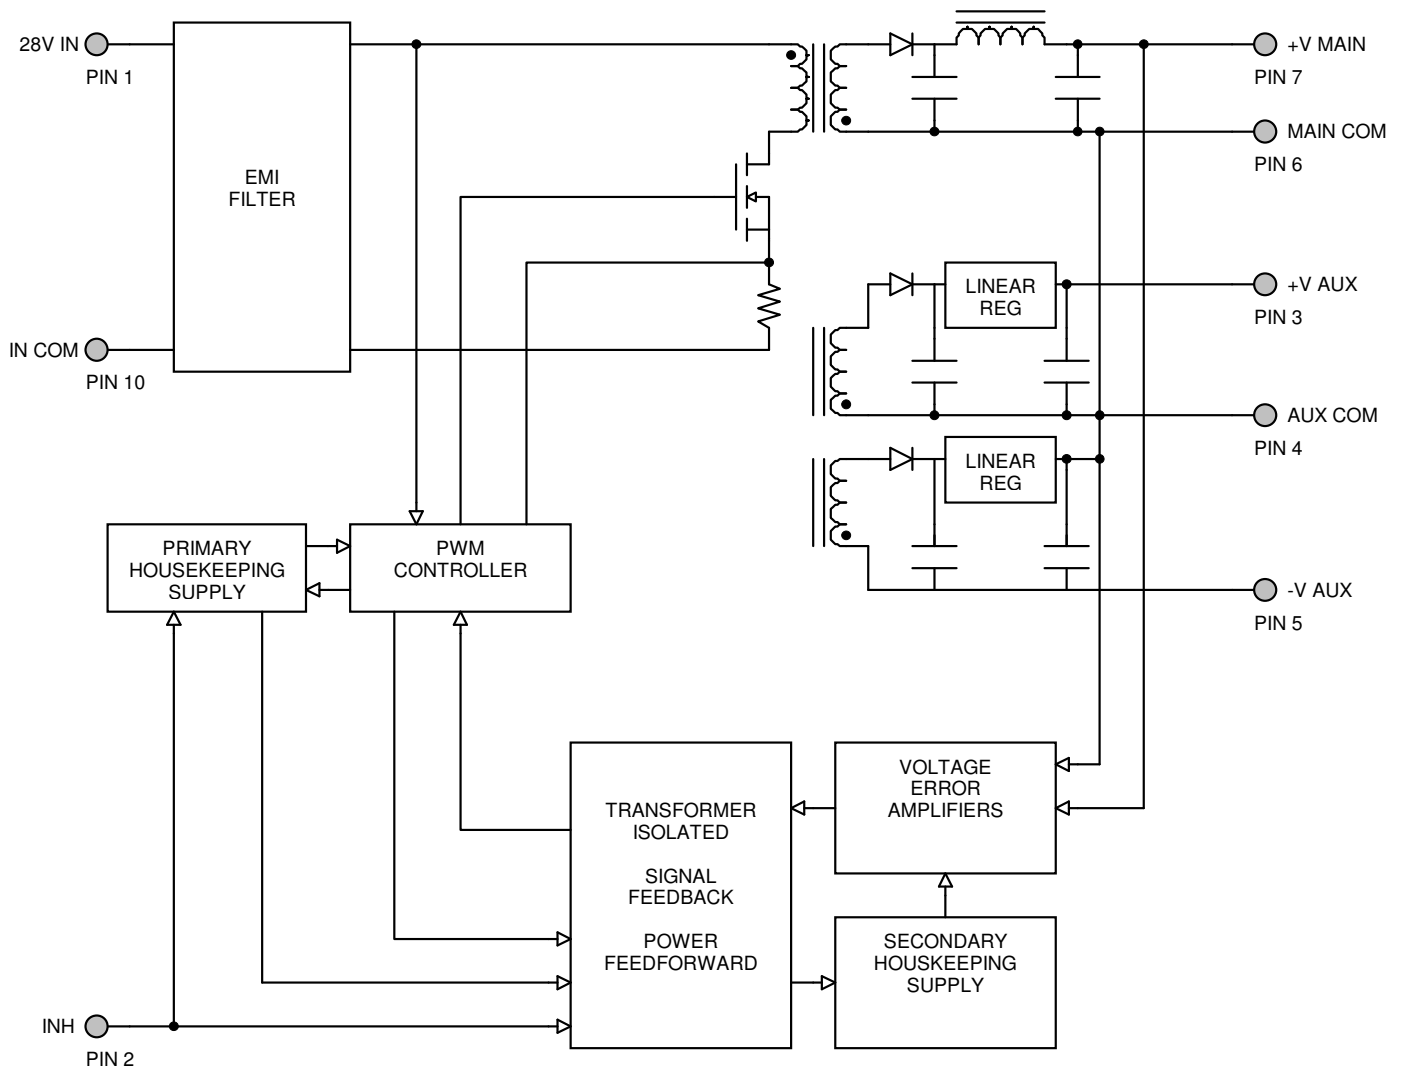 28V IN
PIN 1
EMI
FILTER
IN COM
PIN 10
+V MAIN
PIN 7
MAIN COM
PIN 6
LINEAR
REG
+V AUX
PIN 3
AUX COM
PIN 4
LINEAR
REG
-V AUX
PIN 5
PRIMARY
HOUSEKEEPING
SUPPLY
PWM
CONTROLLER
TRANSFORMER
ISOLATED
SIGNAL
FEEDBACK
POWER
FEEDFORWARD
VOLTAGE
ERROR
AMPLIFIERS
SECONDARY
HOUSKEEPING
SUPPLY
INH
PIN 2